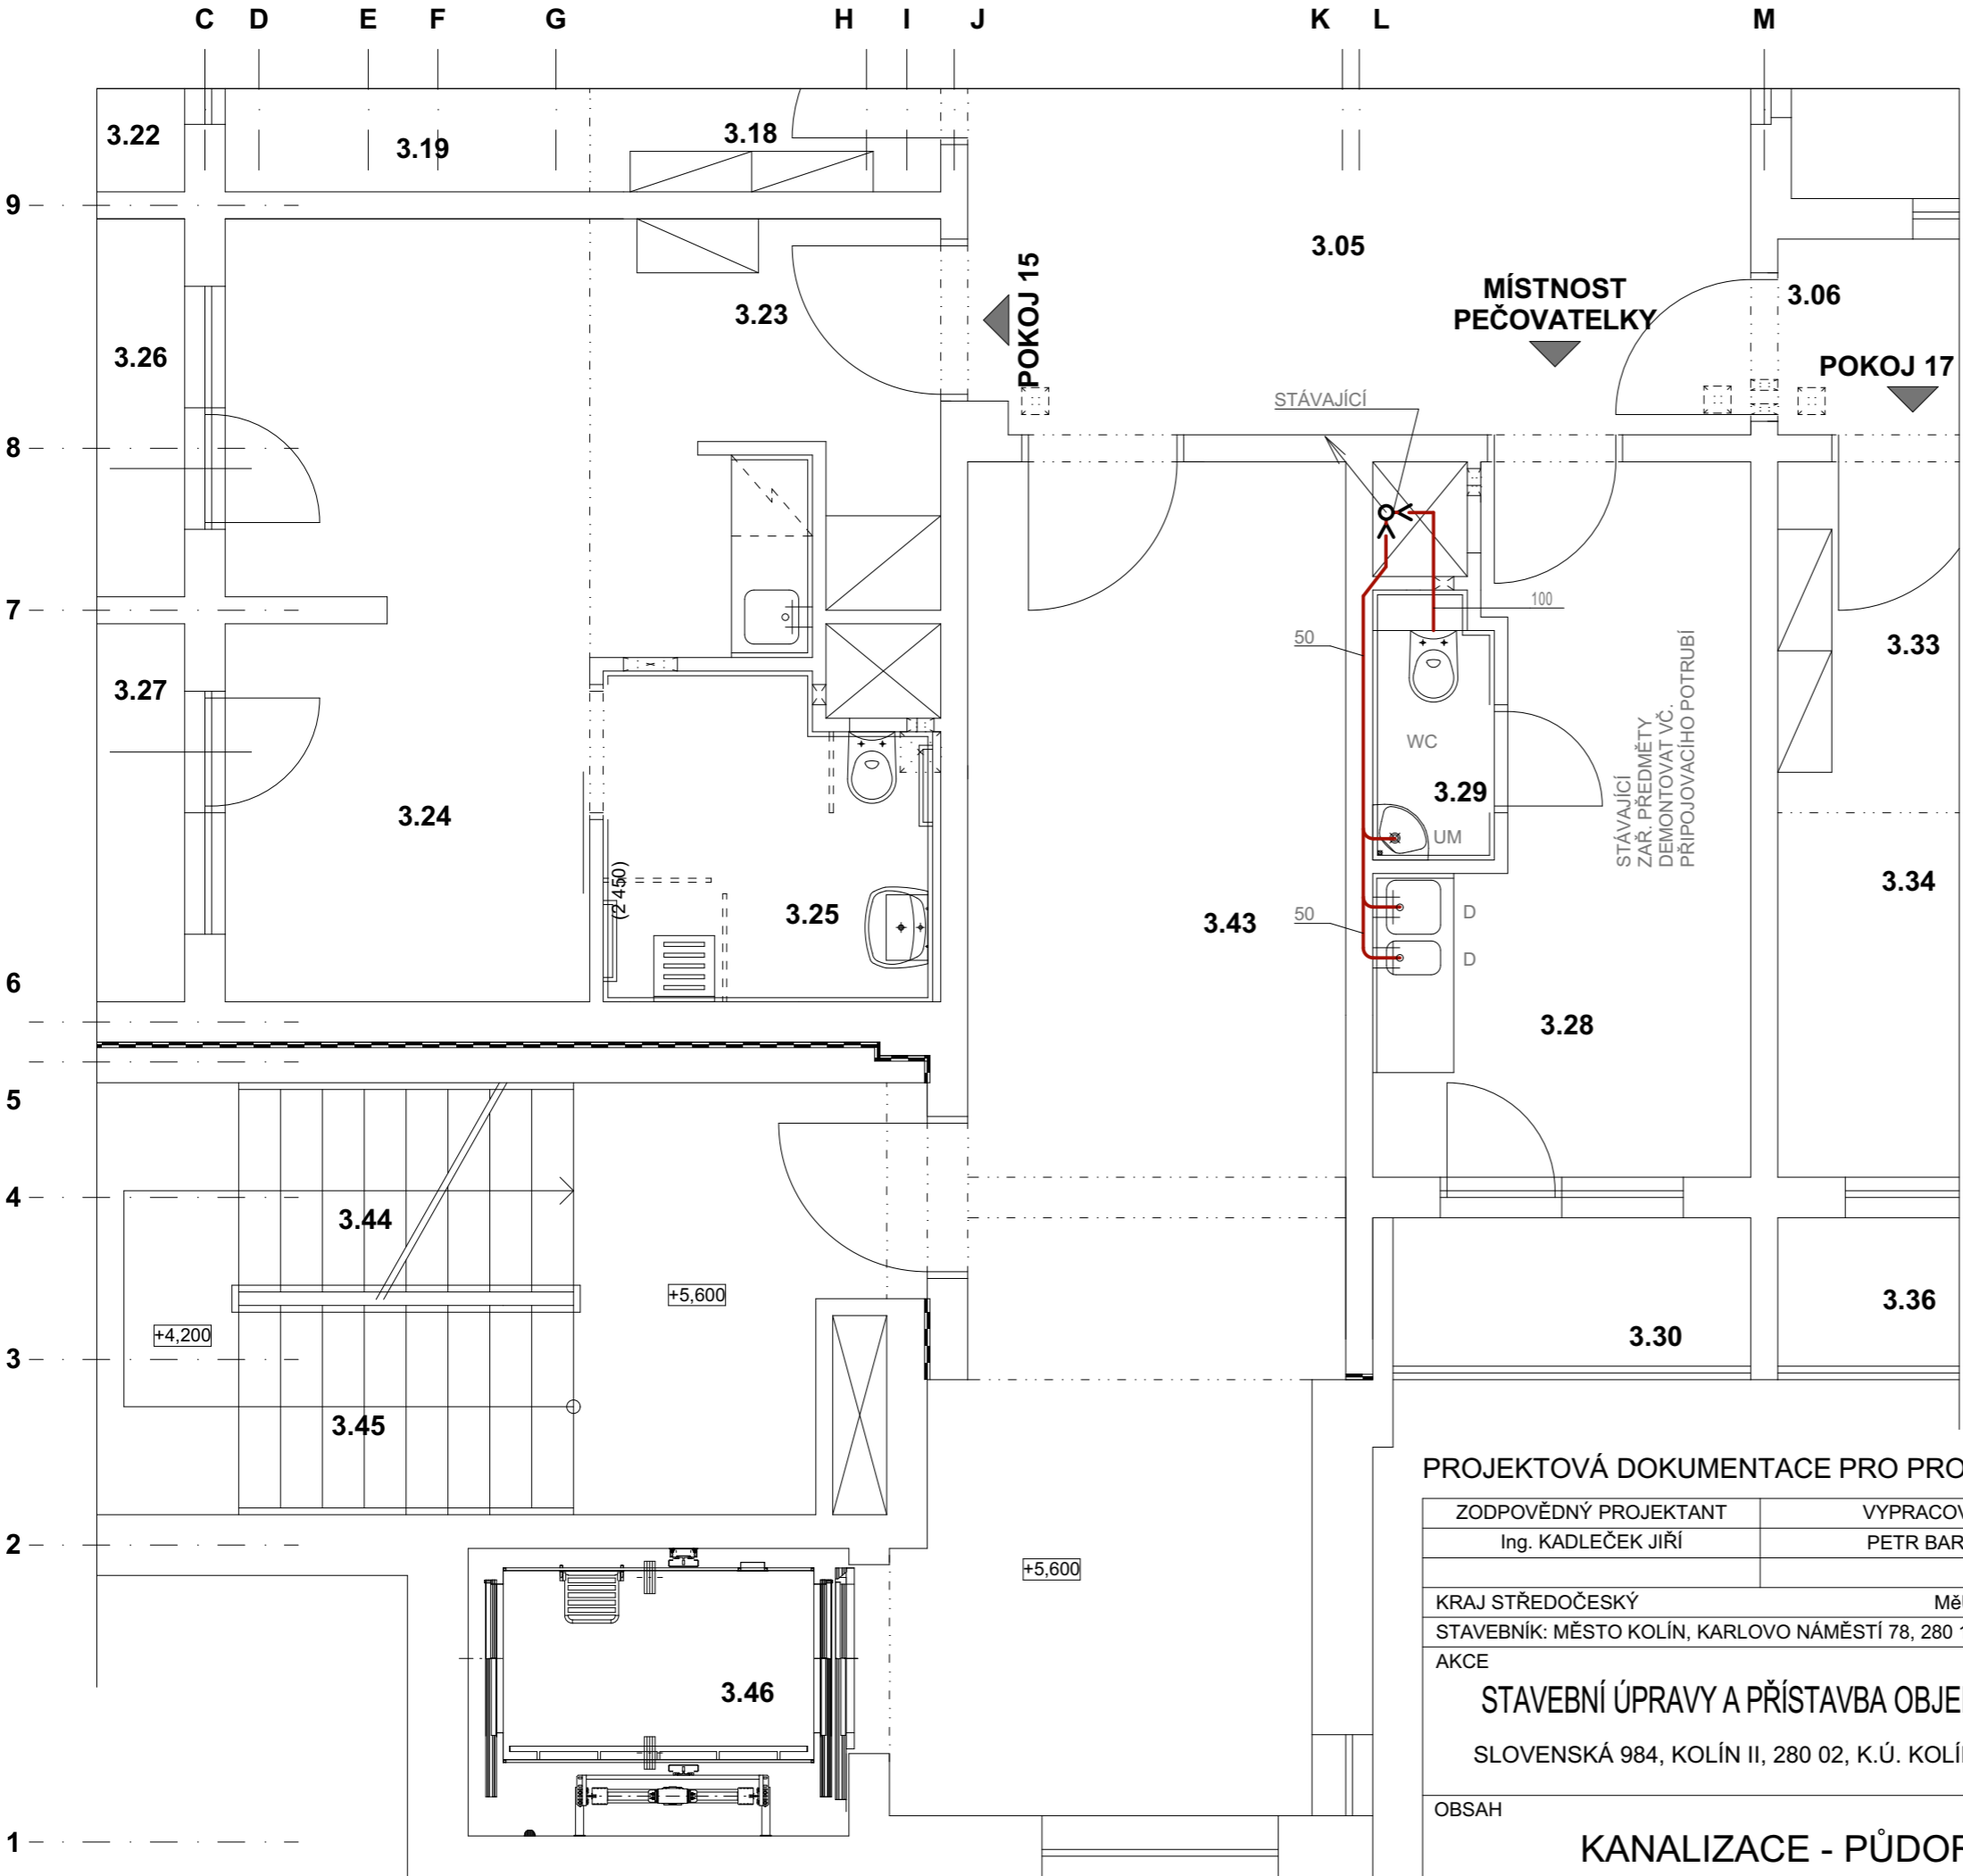 C D E F G H I J K L M
3.22
3.19
3.18
9
3.05
3.23
POKOJ 15
MÍSTNOST
PEČOVATELKY
3.06
3.26
POKOJ 17
STÁVAJÍCÍ
8
7
100
50
3.27
3.33
WC
3.29
STÁVAJÍCÍ
ZAŘ. PŘEDMĚTY
DEMONTOVAT VČ.
PŘIPOJOVACÍHO POTRUBÍ
3.24
UM
(2 450)
3.34
3.25
3.43
50
D
D
6
3.28
5
4
3.44
+5,600
3.36
+4,200
3.30
3
3.45
PROJEKTOVÁ DOKUMENTACE PRO PRO
ZODPOVĚDNÝ PROJEKTANT VYPRACOV
Ing. KADLEČEK JIŘÍ PETR BAR
2
+5,600
KRAJ STŘEDOČESKÝ
STAVEBNÍK: MĚSTO KOLÍN, KARLOVO NÁMĚSTÍ 78, 280
AKCE
3.46
STAVEBNÍ ÚPRAVY A PŘÍSTAVBA OBJE
SLOVENSKÁ 984, KOLÍN II, 280 02, K.Ú. KOLÍ
OBSAH
1
KANALIZACE - PŮDO